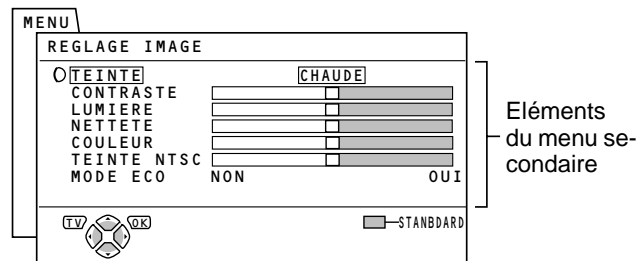 MENU
REGLAGE IMAGE
TEINTE CHAUDE
CONTRASTE
LUMIERE
NETTETE
COULEUR
TEINTE NTSC
MODE ECO NON OUI
TV OK STANBDARD
Eléments
du menu se-
condaire